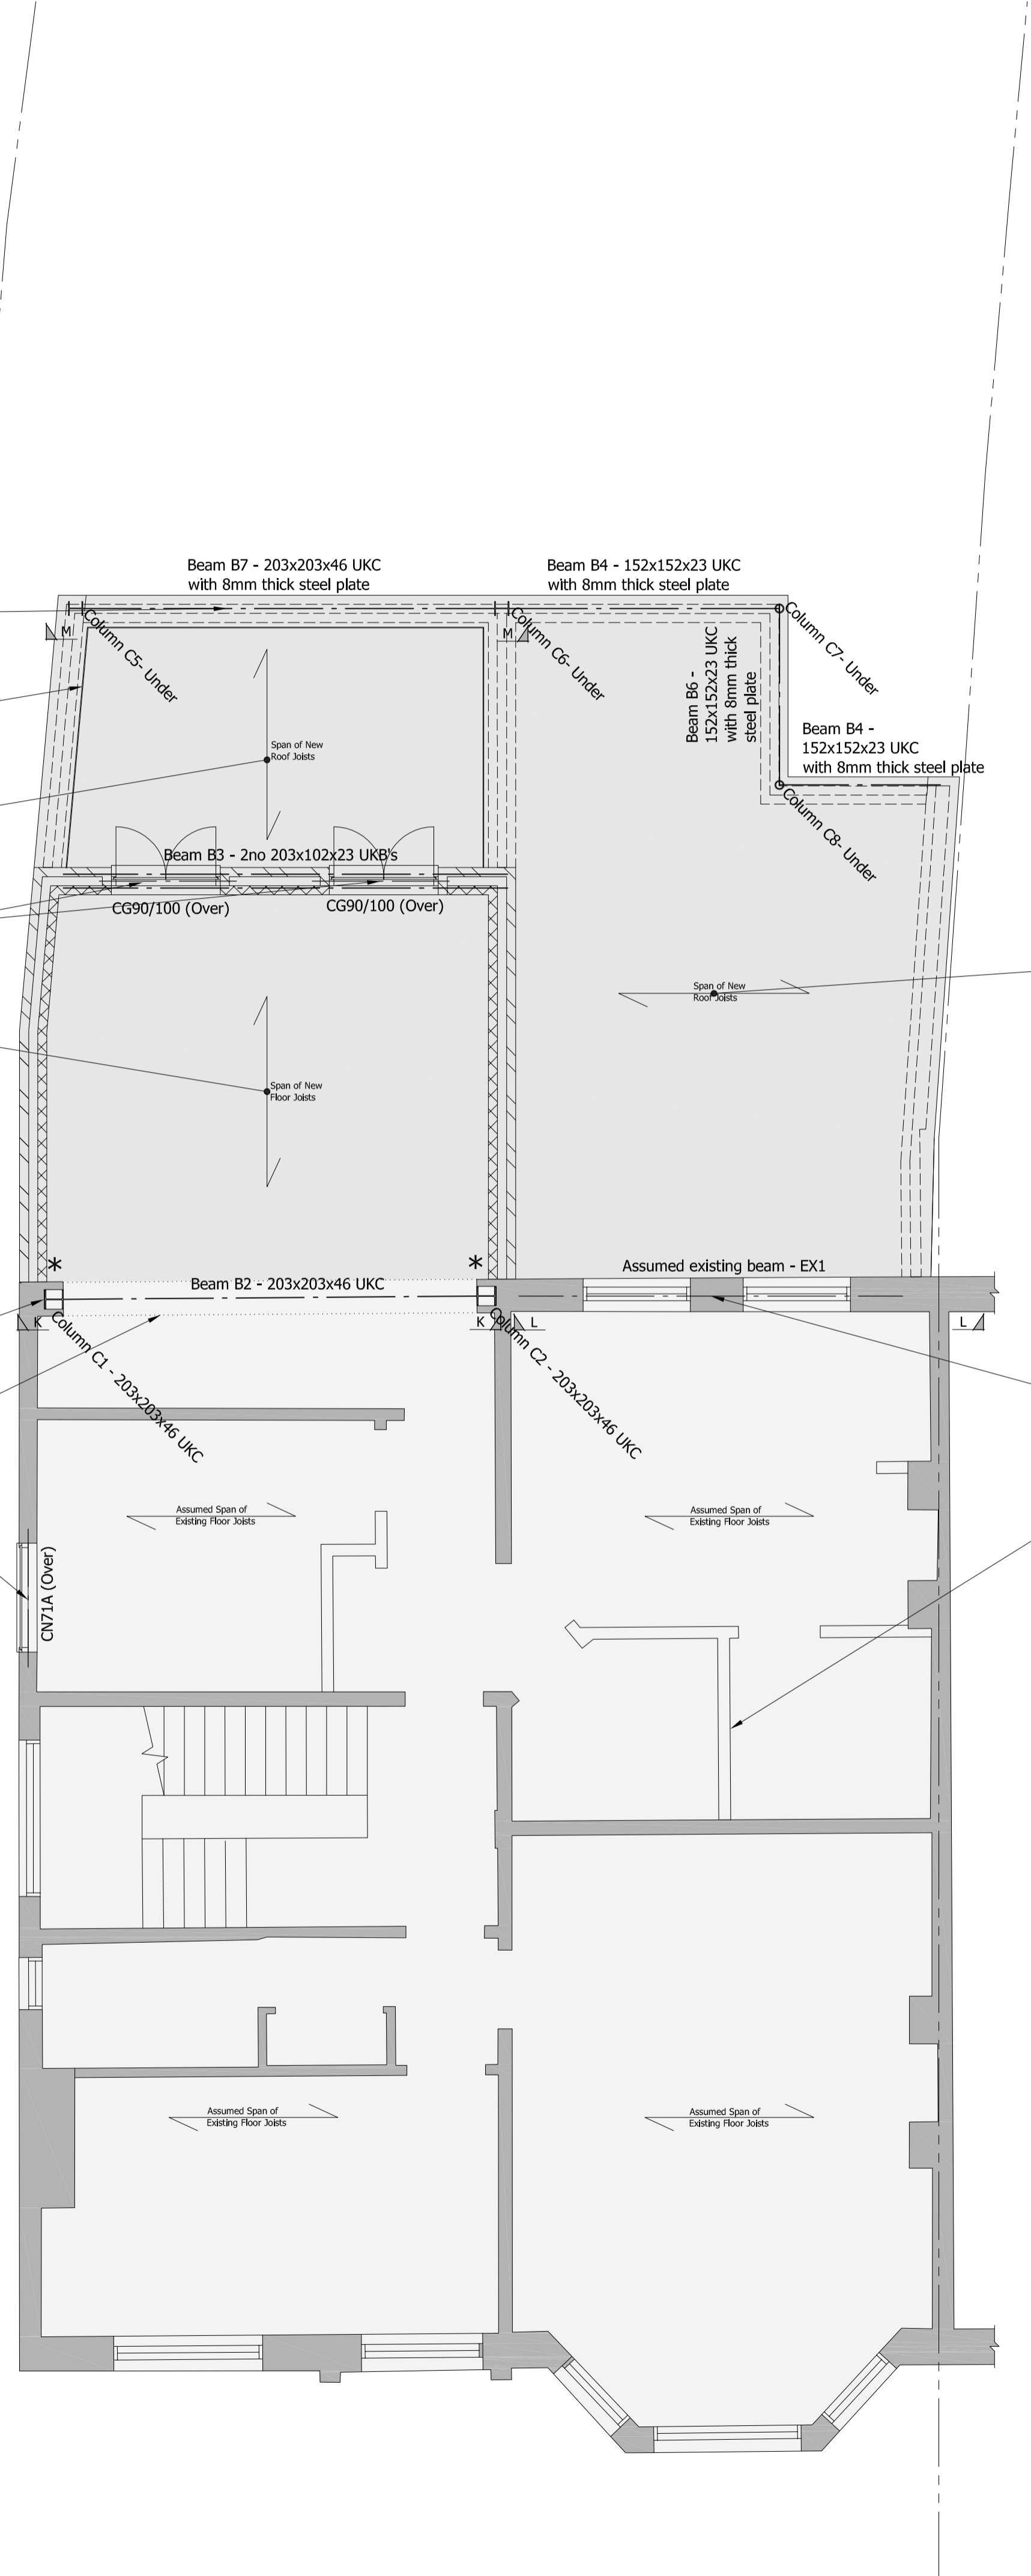 Beam B7 - 203x203x46 UKC
with 8mm thick steel plate
Beam B4 - 152x152x23 UKC
with 8mm thick steel plate
M
Column C5- Under
M
Column C6- Under
Column C7- Under
Beam B6 -
152x152x23 UKC
with 8mm thick
steel plate
Beam B4 -
152x152x23 UKC
with 8mm thick steel plate
Column C8- Under
Span of New
Roof Joists
Beam B3 - 2no 203x102x23 UKB's
CG90/100 (Over)
CG90/100 (Over)
Span of New
Roof Joists
Span of New
Floor Joists
*
*
Beam B2 - 203x203x46 UKC
Assumed existing beam - EX1
K
K
L
L
Column C1 - 203x203x46 UKC
Column C2 - 203x203x46 UKC
Assumed Span of
Existing Floor Joists
Assumed Span of
Existing Floor Joists
CN71A (Over)
Assumed Span of
Existing Floor Joists
Assumed Span of
Existing Floor Joists